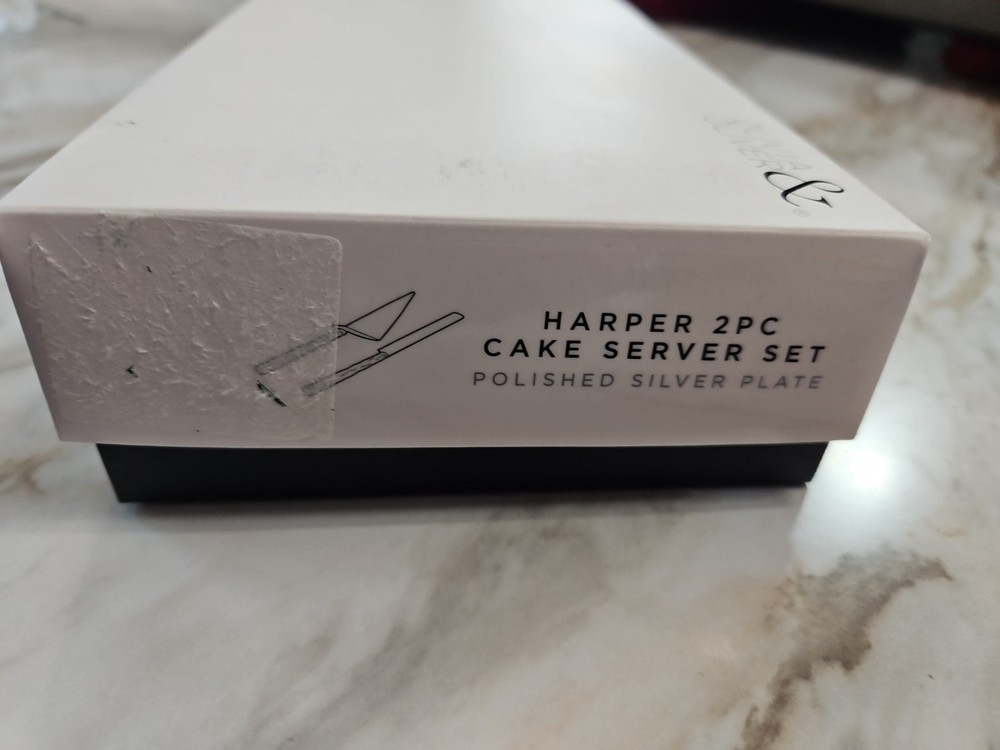 &®
HARPER 2PC
CAKE SERVER SET
POLISHED SILVER PLATE